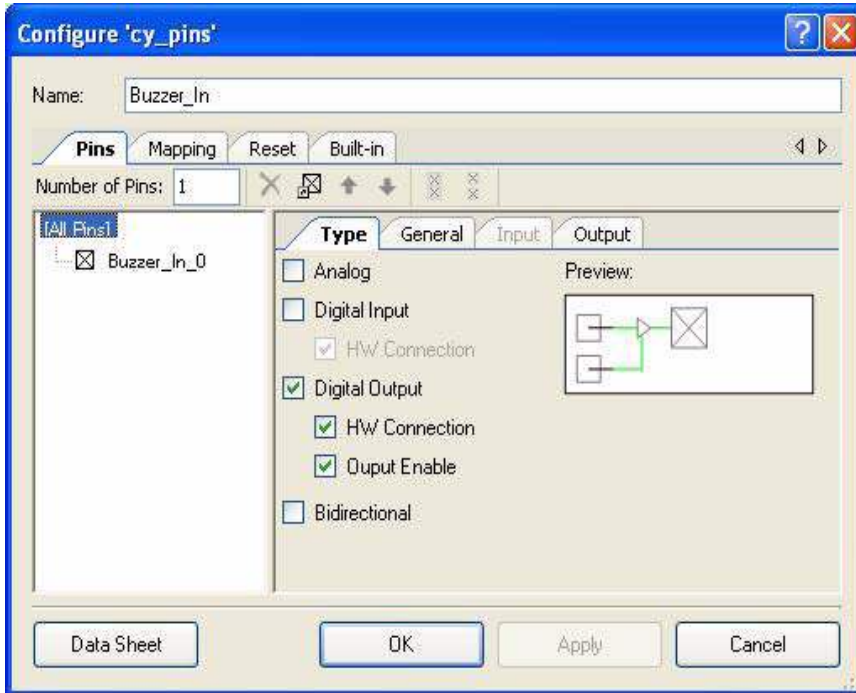 Configure 'cy_pins'
Name: Buzzer_In
Pins Mapping Reset Built-in
Number of Pins: 1
[All Pins]
Buzzer_In_0
Type General Input Output
Analog
Preview:
Digital Input
HW Connection
Digital Output
HW Connection
Ouput Enable
Bidirectional
Data Sheet OK Apply Cancel